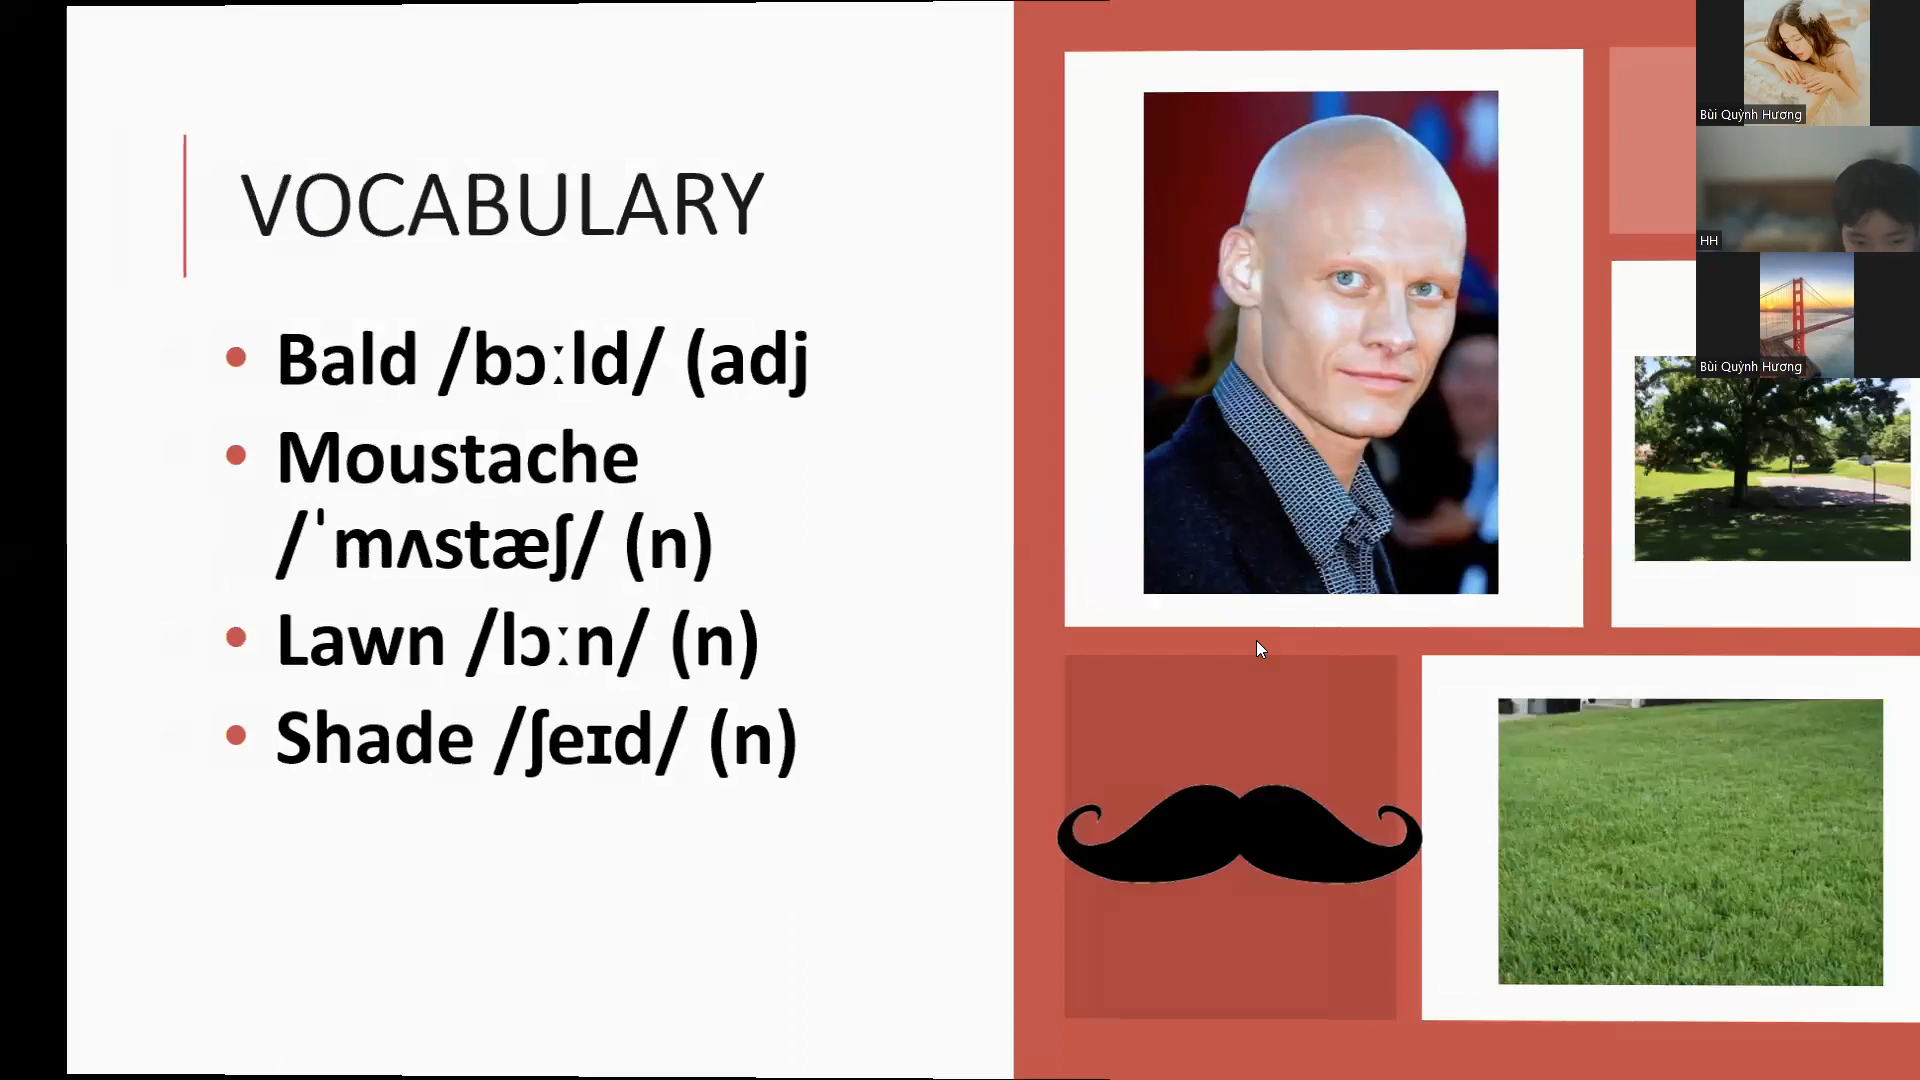 VOCABULARY
• Bald /bɔːld/ (adj
• Moustache
/ˈmʌstæʃ/ (n)
• Lawn /lɔːn/ (n)
• Shade /ʃeɪd/ (n)
Bùi Quỳnh Hương
HH
Bùi Quỳnh Hương